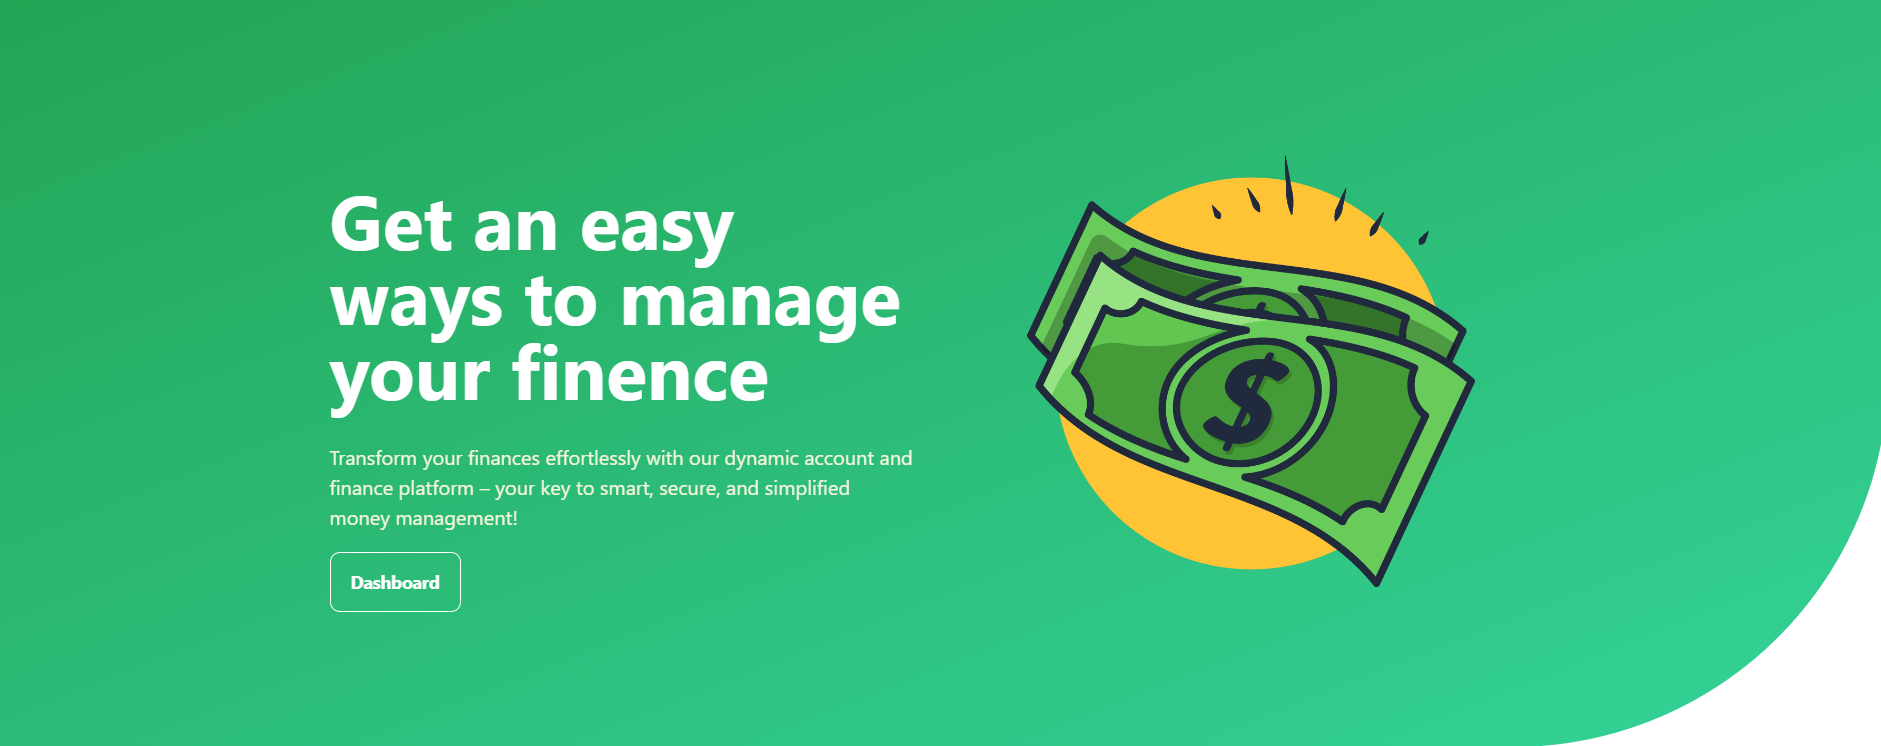 Get an easy
ways to manage
your finence
Transform your finances effortlessly with our dynamic account and
finance platform – your key to smart, secure, and simplified
money management!
Dashboard
$